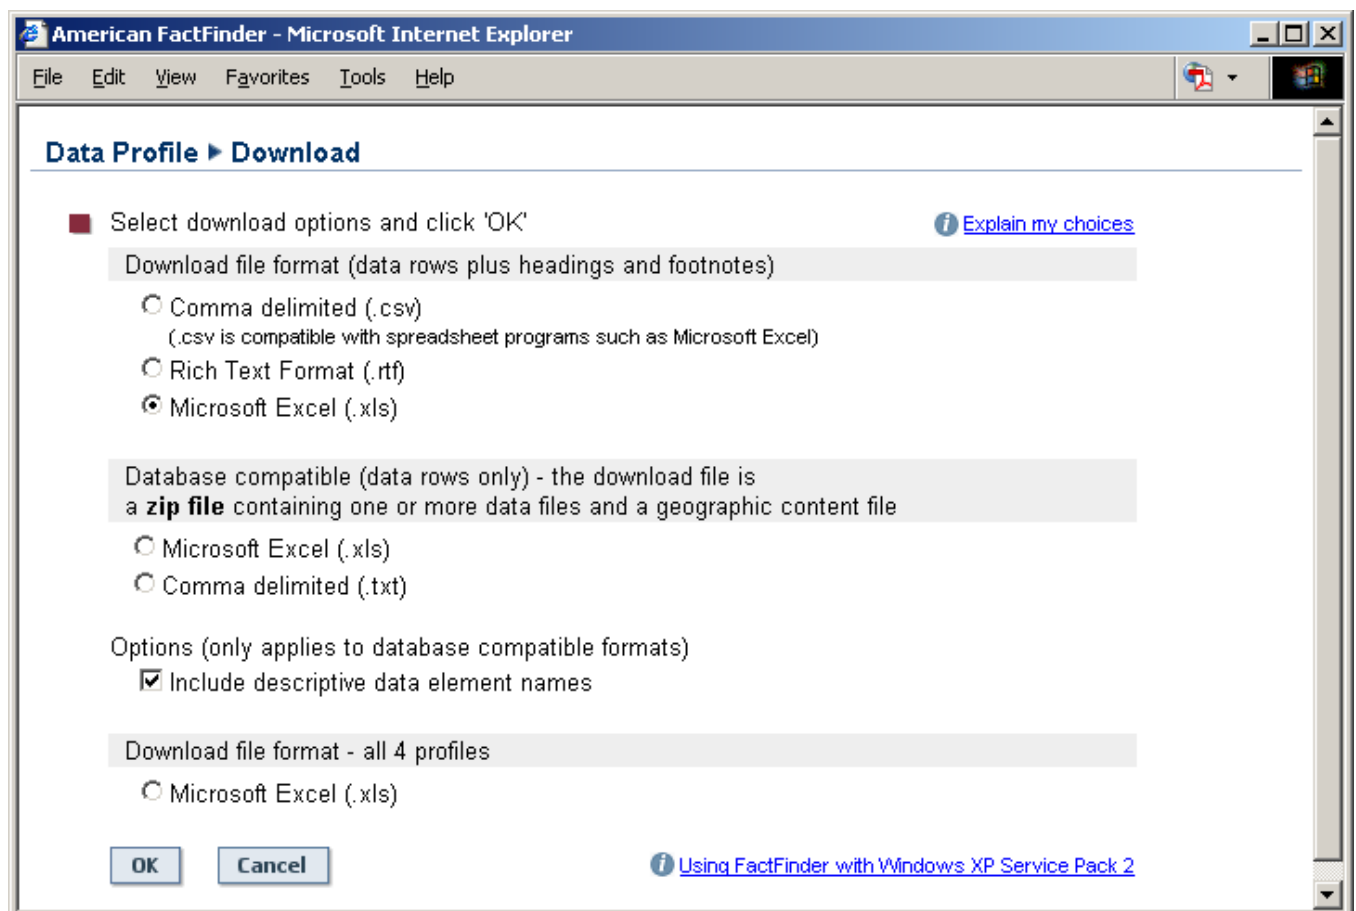 American FactFinder - Microsoft Internet Explorer
File Edit View Favorites Tools Help
Data Profile ▶ Download
Select download options and click 'OK'
Explain my choices
Download file format (data rows plus headings and footnotes)
Comma delimited (.csv)
(.csv is compatible with spreadsheet programs such as Microsoft Excel)
Rich Text Format (.rtf)
Microsoft Excel (.xls)
Database compatible (data rows only) - the download file is
a zip file containing one or more data files and a geographic content file
Microsoft Excel (.xls)
Comma delimited (.txt)
Options (only applies to database compatible formats)
Include descriptive data element names
Download file format - all 4 profiles
Microsoft Excel (.xls)
OK Cancel
Using FactFinder with Windows XP Service Pack 2